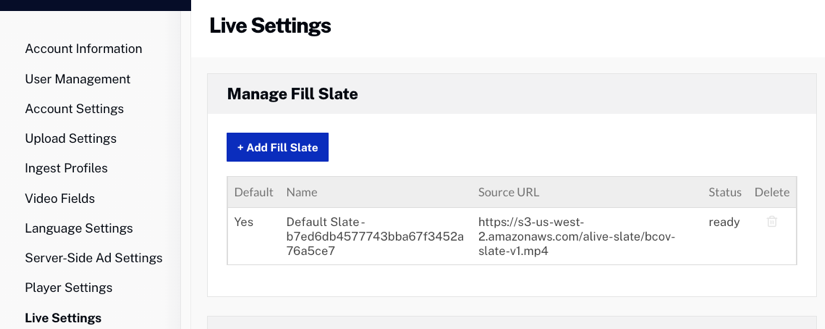 Live Settings
Account Information
User Management
Account Settings
Upload Settings
Ingest Profiles
Video Fields
Language Settings
Server-Side Ad Settings
Player Settings
Live Settings
Manage Fill Slate
+ Add Fill Slate
Default Name Source URL Status Delete
Yes Default Slate - https://s3-us-west- ready
b7ed6db4577743bba67f3452a 2.amazonaws.com/alive-slate/bcov-
76a5ce7 slate-v1.mp4